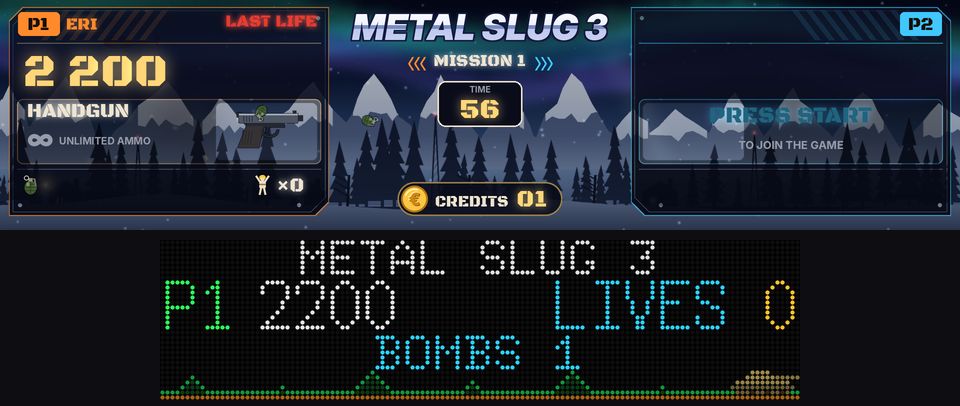 P1 ERI LAST LIFE
2 200
HANDGUN
UNLIMITED AMMO
×0
METAL SLUG 3
MISSION 1
TIME
56
CREDITS 01
P2
PRESS START
TO JOIN THE GAME
METAL SLUG 3
P1 2200 LIVES 0
BOMBS 1